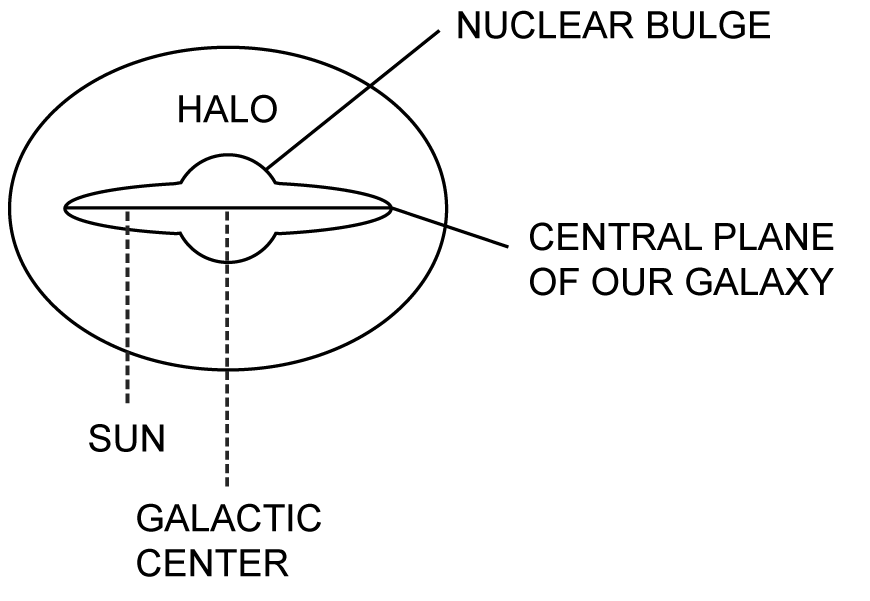 NUCLEAR BULGE
HALO
CENTRAL PLANE
OF OUR GALAXY
SUN
GALACTIC
CENTER